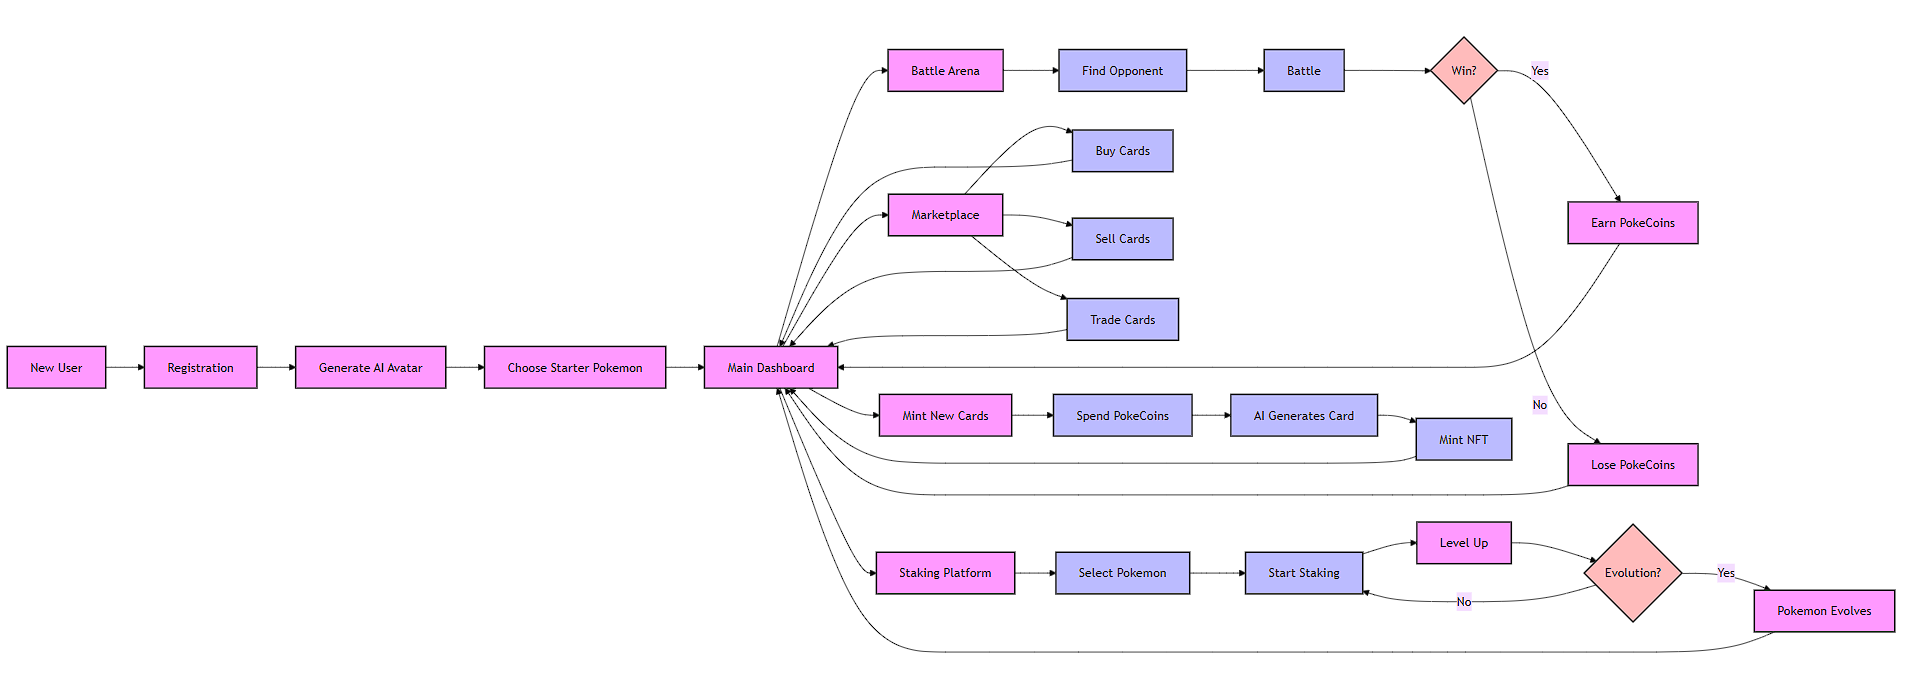 Battle Arena
Find Opponent
Battle
Win?
Yes
Buy Cards
Marketplace
Sell Cards
Earn PokeCoins
Trade Cards
New User
Registration
Generate AI Avatar
Choose Starter Pokemon
Main Dashboard
Mint New Cards
Spend PokeCoins
AI Generates Card
No
Mint NFT
Lose PokeCoins
Staking Platform
Select Pokemon
Start Staking
Level Up
Evolution?
Yes
No
Pokemon Evolves